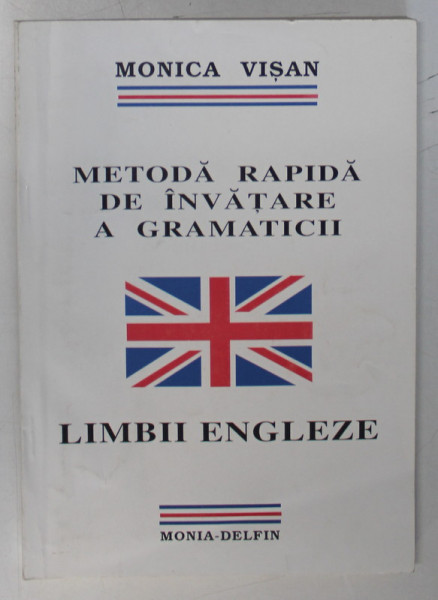 MONICA VIȘAN
METODĂ RAPIDĂ
DE ÎNVĂȚARE
A GRAMATICII
LIMBII ENGLEZE
MONIA-DELFIN